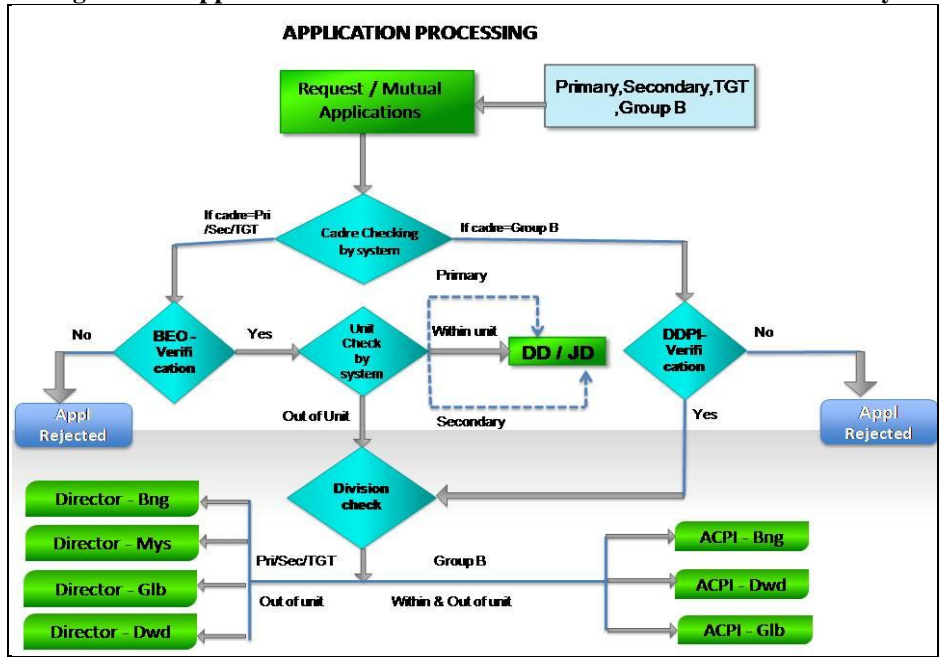 APPLICATION PROCESSING
Request / Mutual
Applications
Primary,Secondary,TGT
,Group B
If cadre=Pri
/Sec/TGT
Cadre Checking
by system
If cadre=Group B
Primary
No
BEO -
Verifi
cation
Yes
Unit
Check
by
system
Within unit
DD / JD
DDPI-
Verifi
cation
No
Appl
Rejected
Out of Unit
Secondary
Yes
Appl
Rejected
Division
check
Director - Bng
Director - Mys
Director - Glb
Director - Dwd
Pri/Sec/TGT
Out of unit
Group B
Within & Out of unit
ACPI - Bng
ACPI - Dwd
ACPI - Glb